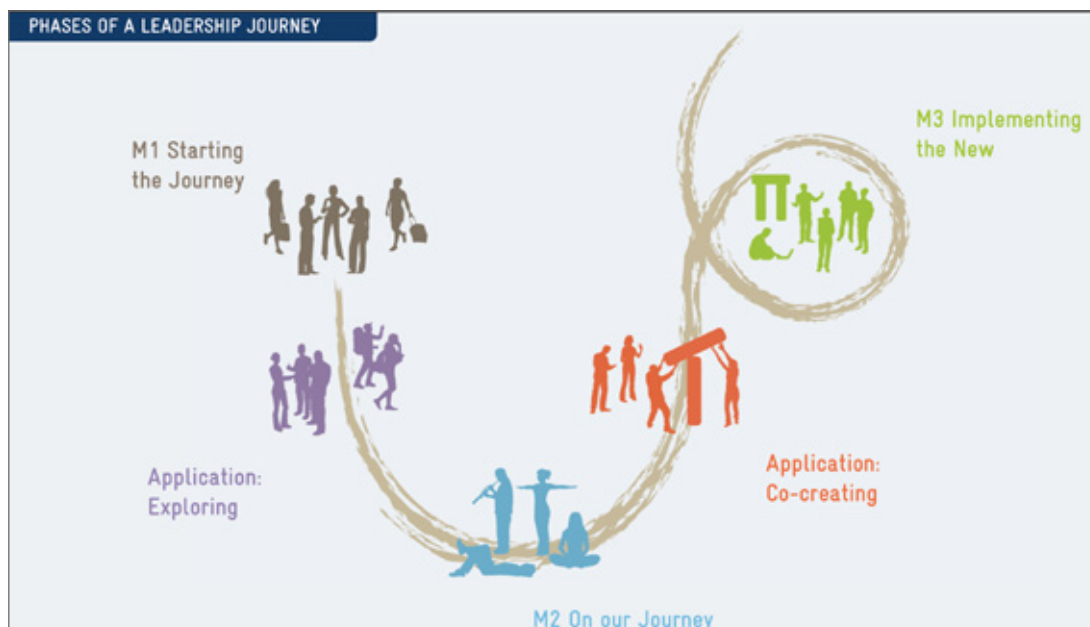 PHASES OF A LEADERSHIP JOURNEY
M1 Starting
the Journey
Application:
Exploring
M2 On our Journey
Application:
Co-creating
M3 Implementing
the New